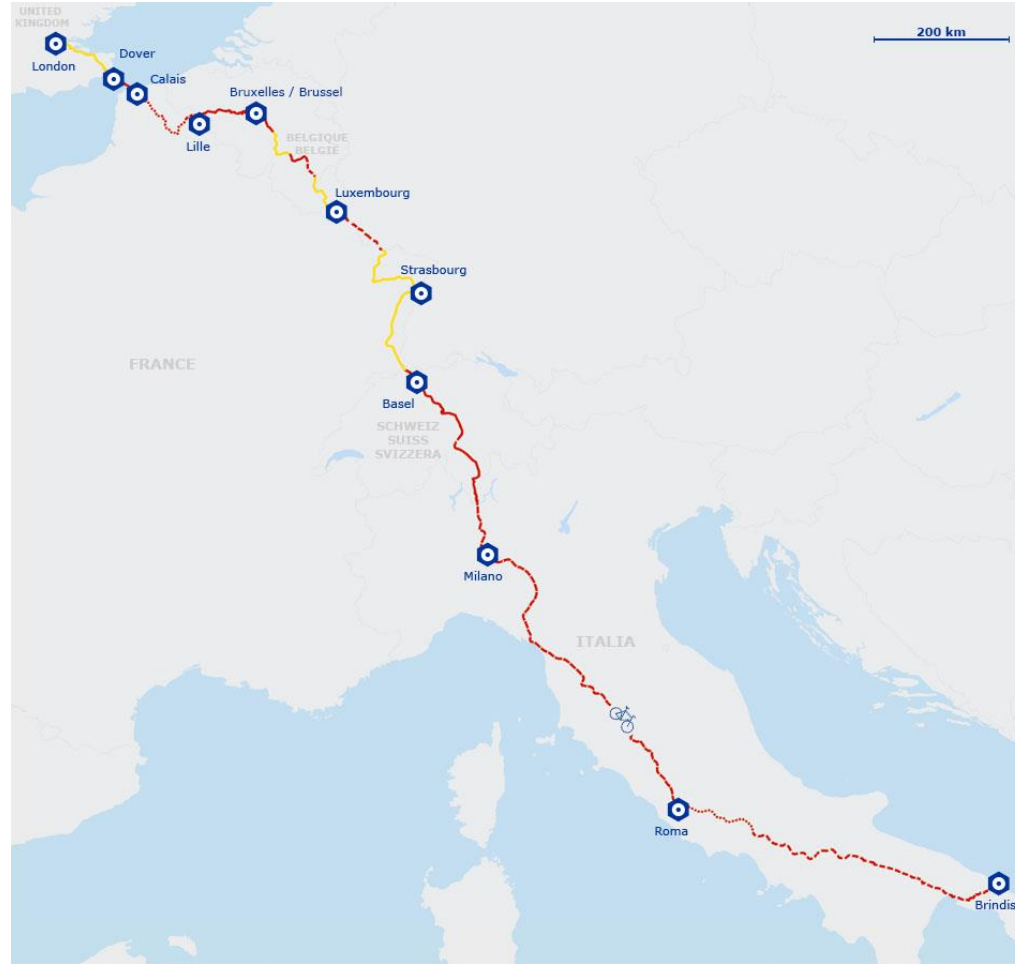 UNITED
KINGDOM
200 km
London
Dover
Calais
Bruxelles / Brussel
Lille
BELGIQUE
BELGIË
Luxembourg
Strasbourg
FRANCE
Basel
SCHWEIZ
SUISS
SVIZZERA
Milano
ITALIA
Roma
Brindis